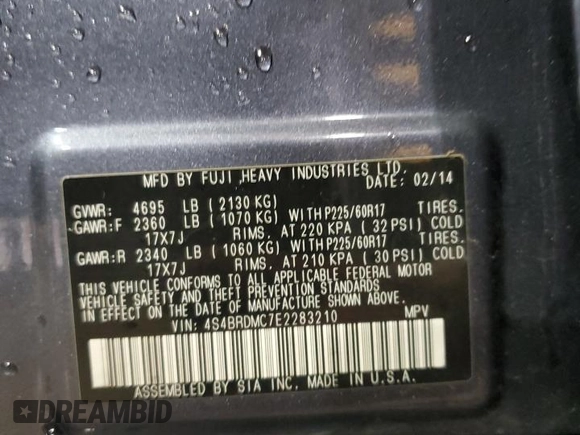 MFD BY FUJI HEAVY INDUSTRIES LTD.
DATE: 02/14
GVWR: 4695 LB (2130 KG)
GAWR:F 2360 LB (1070 KG) WITH P225/60R17 TIRES.
17X7J RIMS, AT 220 KPA (32 PSI) COLD
GAWR:R 2340 LB (1060 KG) WITH P225/60R17 TIRES.
17X7J RIMS, AT 210 KPA (30 PSI) COLD
THIS VEHICLE CONFORMS TO ALL APPLICABLE FEDERAL MOTOR
VEHICLE SAFETY AND THEFT PREVENTION STANDARDS
IN EFFECT ON THE DATE OF MANUFACTURE SHOWN ABOVE.
VIN: 4S4BRDMC7E2283210 MPV
ASSEMBLED BY SIA INC, MADE IN U.S.A.
DREAMBID